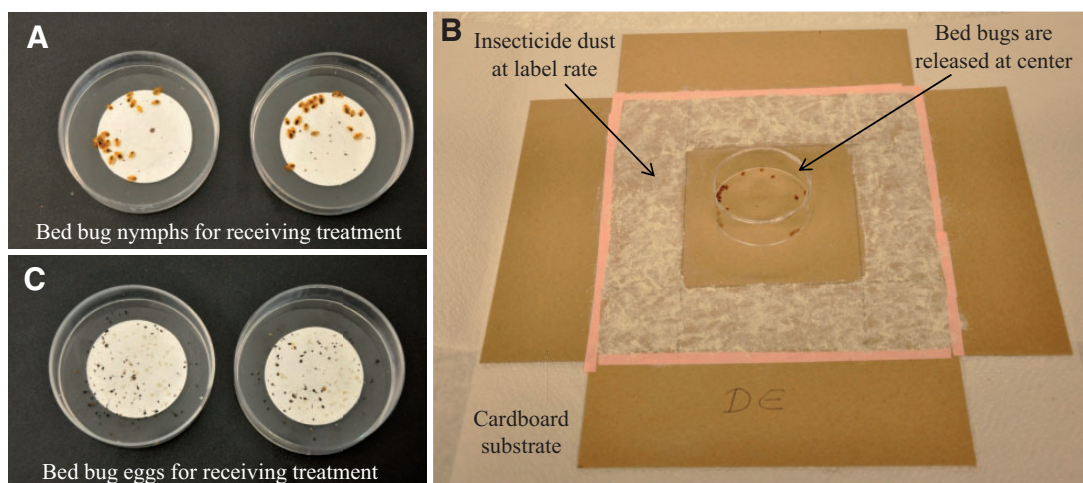 A
Bed bug nymphs for receiving treatment
B
Insecticide dust
at label rate
Bed bugs are
released at center
DE
Cardboard
substrate
C
Bed bug eggs for receiving treatment